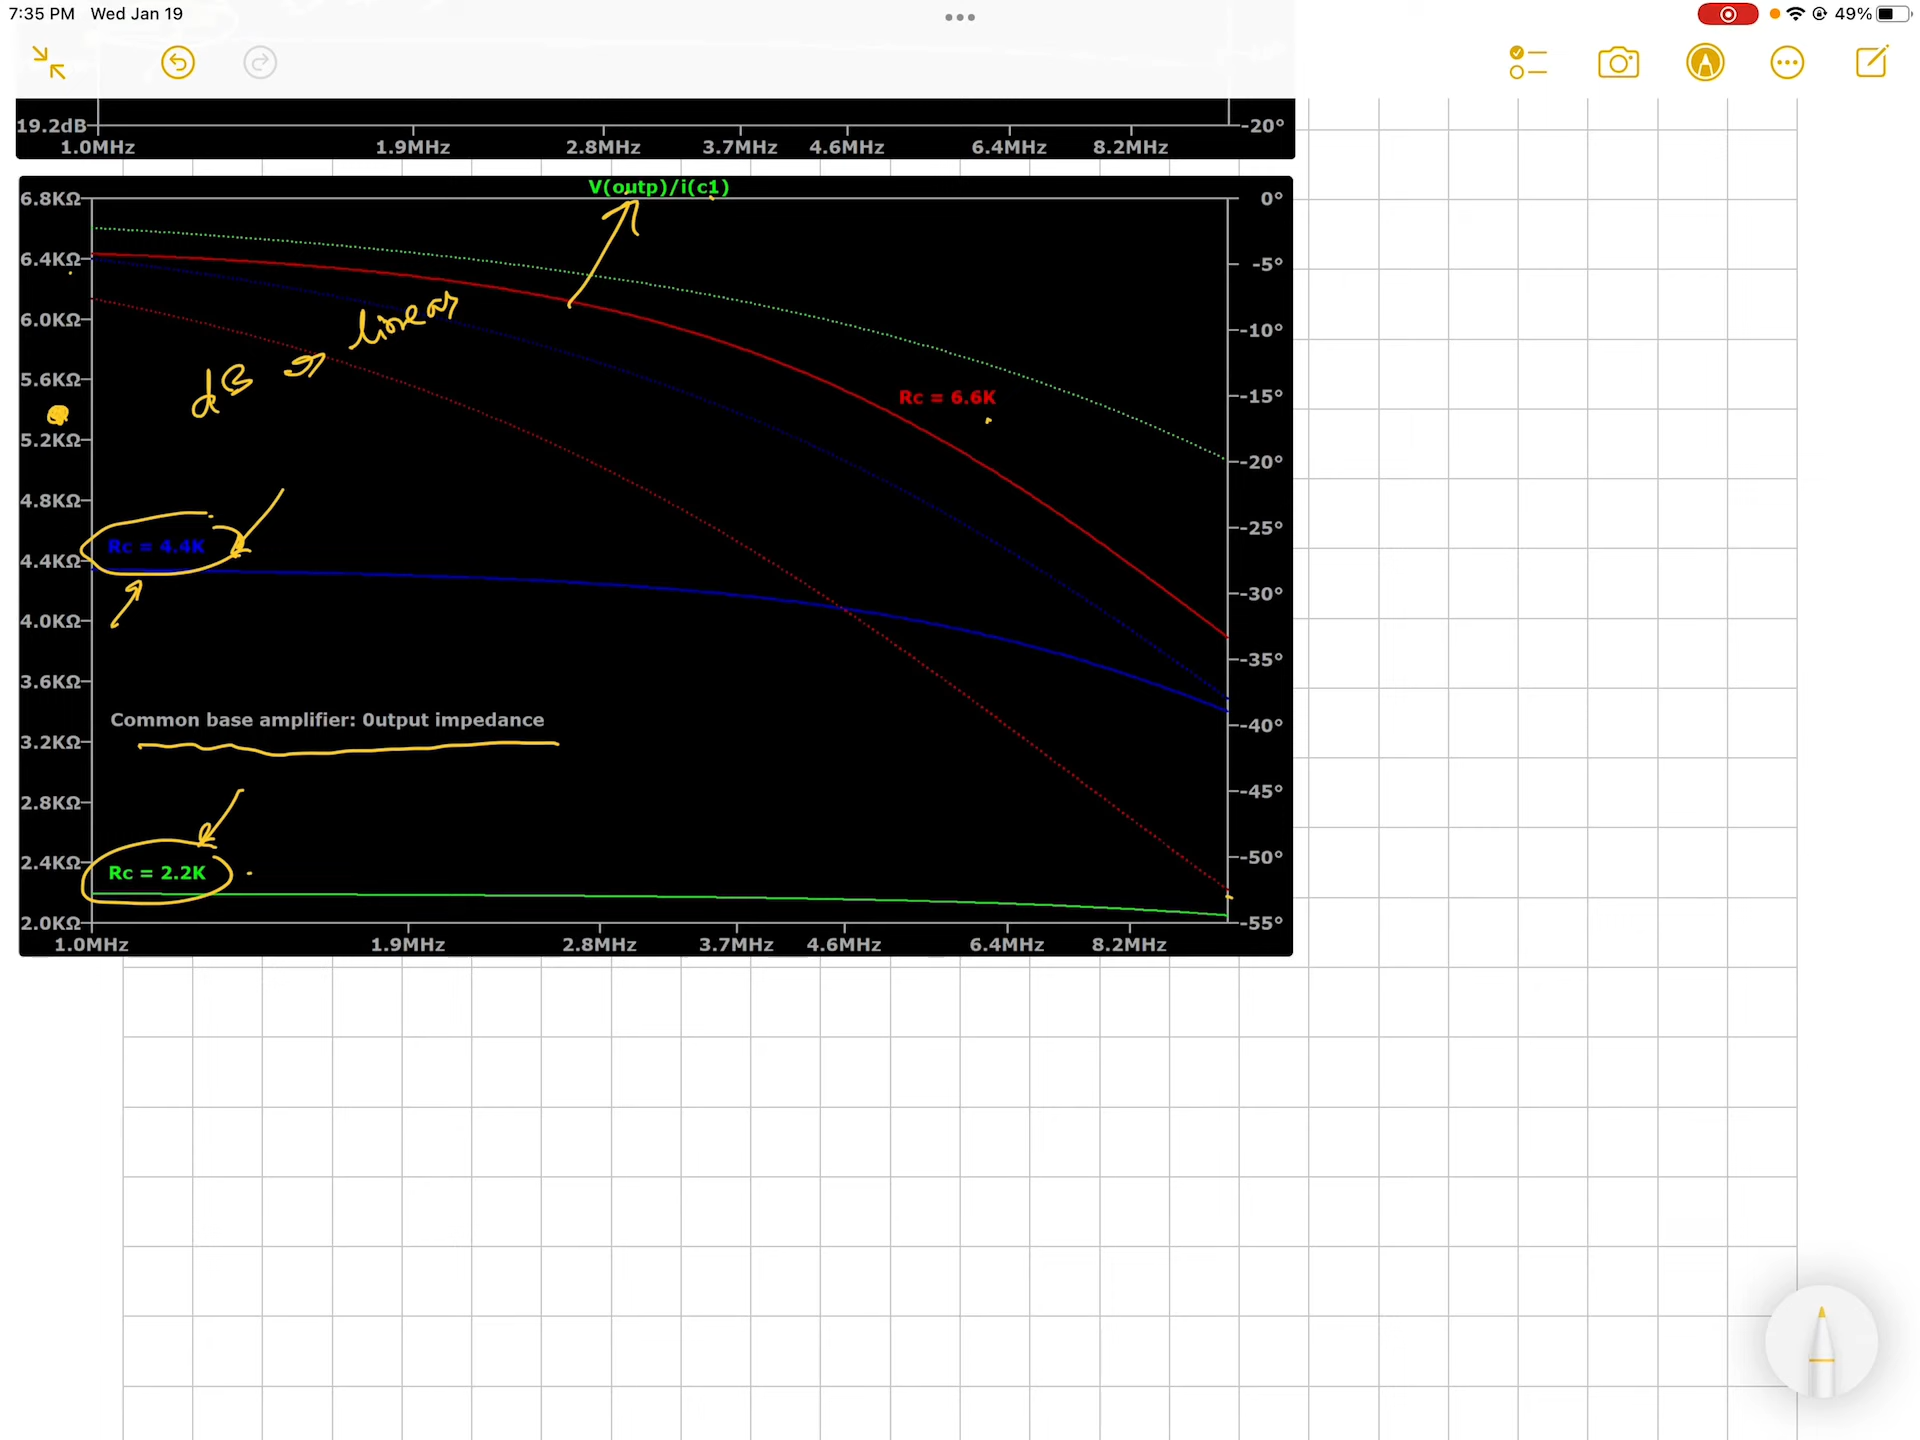 7:35 PM Wed Jan 19
49%
19.2dB
-20°
1.0MHz 1.9MHz 2.8MHz 3.7MHz 4.6MHz 6.4MHz 8.2MHz
V(outp)/i(c1)
6.8KΩ
0°
6.4KΩ
-5°
6.0KΩ
-10°
dB → linear
5.6KΩ
-15°
Rc = 6.6K
5.2KΩ
-20°
4.8KΩ
-25°
Rc = 4.4K
4.4KΩ
-30°
4.0KΩ
-35°
3.6KΩ
-40°
Common base amplifier: Output impedance
3.2KΩ
-45°
2.8KΩ
-50°
2.4KΩ
Rc = 2.2K
2.0KΩ
-55°
1.0MHz 1.9MHz 2.8MHz 3.7MHz 4.6MHz 6.4MHz 8.2MHz